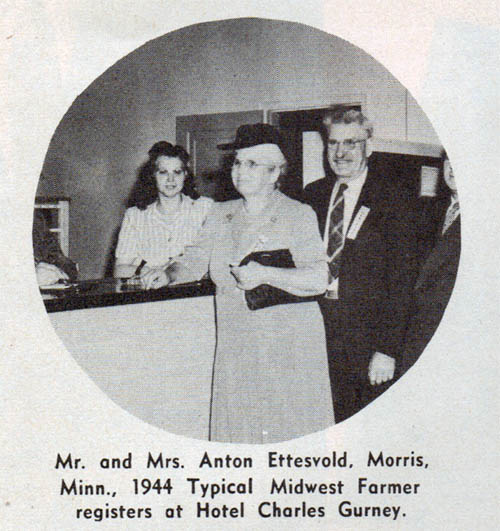 Mr. and Mrs. Anton Ettesvold, Morris,
Minn., 1944 Typical Midwest Farmer
registers at Hotel Charles Gurney.